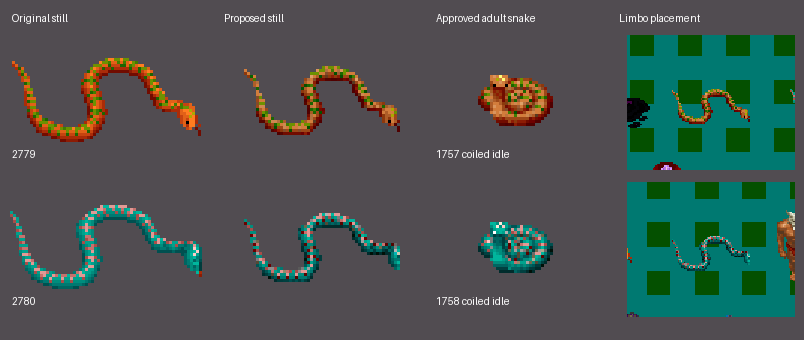 Original still
Proposed still
Approved adult snake
Limbo placement
2779
1757 coiled idle
2780
1758 coiled idle